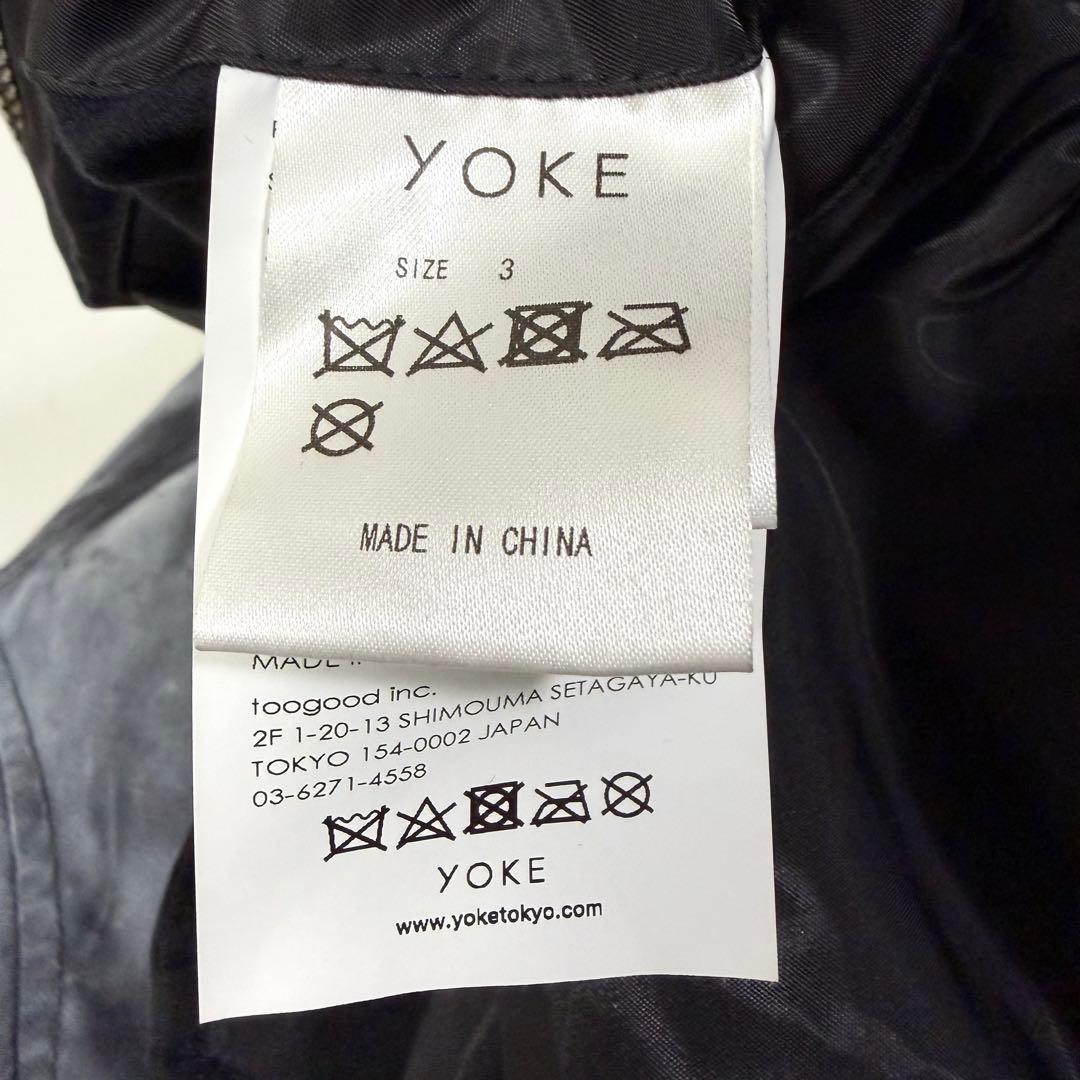 YOKE
SIZE 3
MADE IN CHINA
MADE
toogood inc.
2F 1-20-13 SHIMOUMA SETAGAYA-KU
TOKYO 154-0002 JAPAN
03-6271-4558
YOKE
www.yoketokyo.com